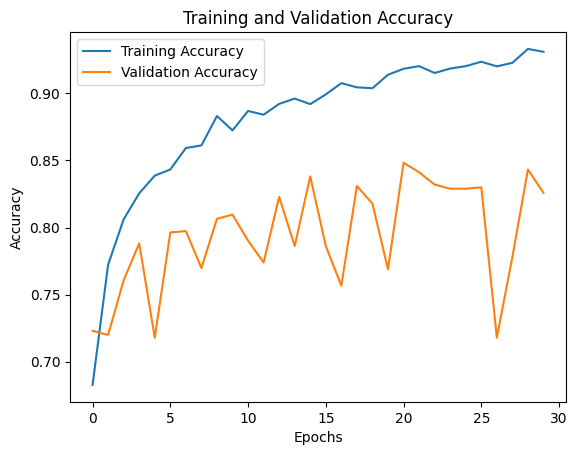 Training and Validation Accuracy
Training Accuracy
Validation Accuracy
Accuracy
0.90
0.85
0.80
0.75
0.70
0
5
10
15
20
25
30
Epochs